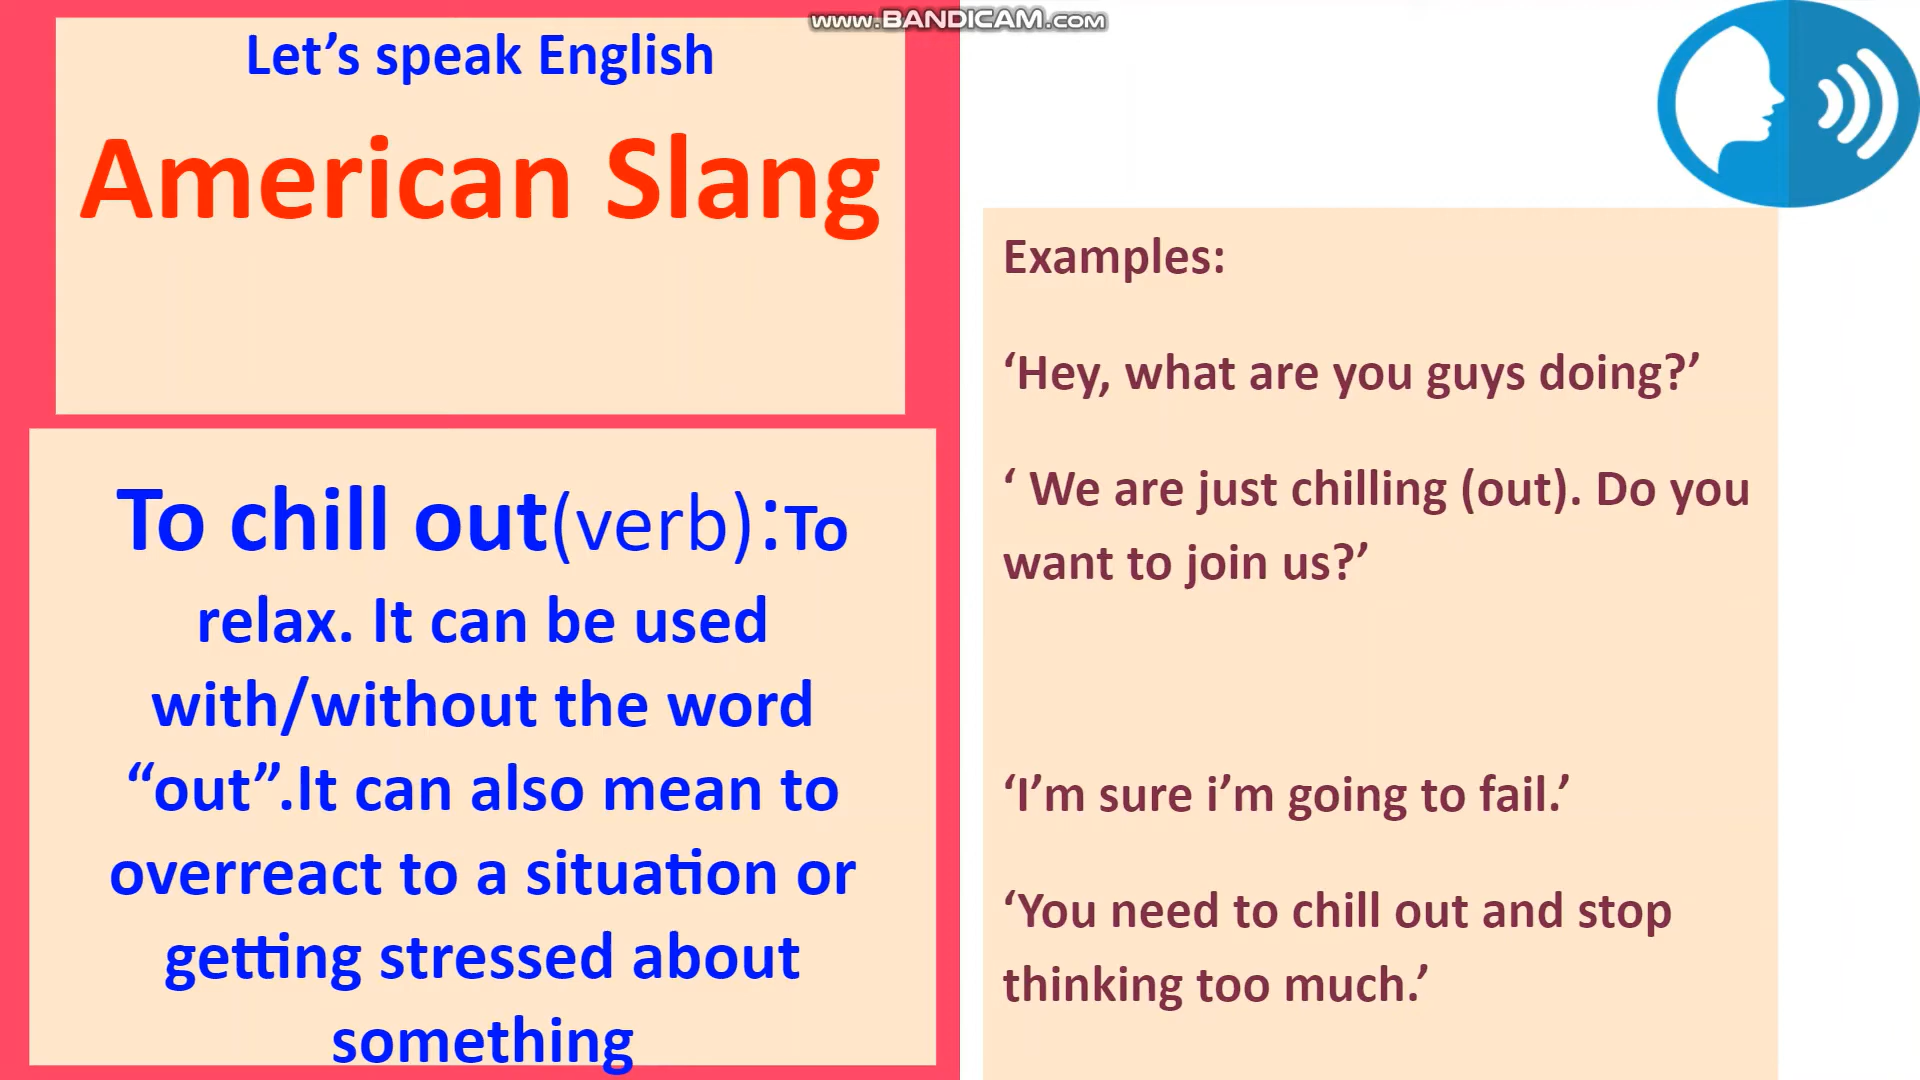 www.BANDICAM.com
Let’s speak English
American Slang
To chill out(verb):To
relax. It can be used
with/without the word
“out”.It can also mean to
overreact to a situation or
getting stressed about
something
Examples:
‘Hey, what are you guys doing?’
‘ We are just chilling (out). Do you
want to join us?’
‘I’m sure i’m going to fail.’
‘You need to chill out and stop
thinking too much.’